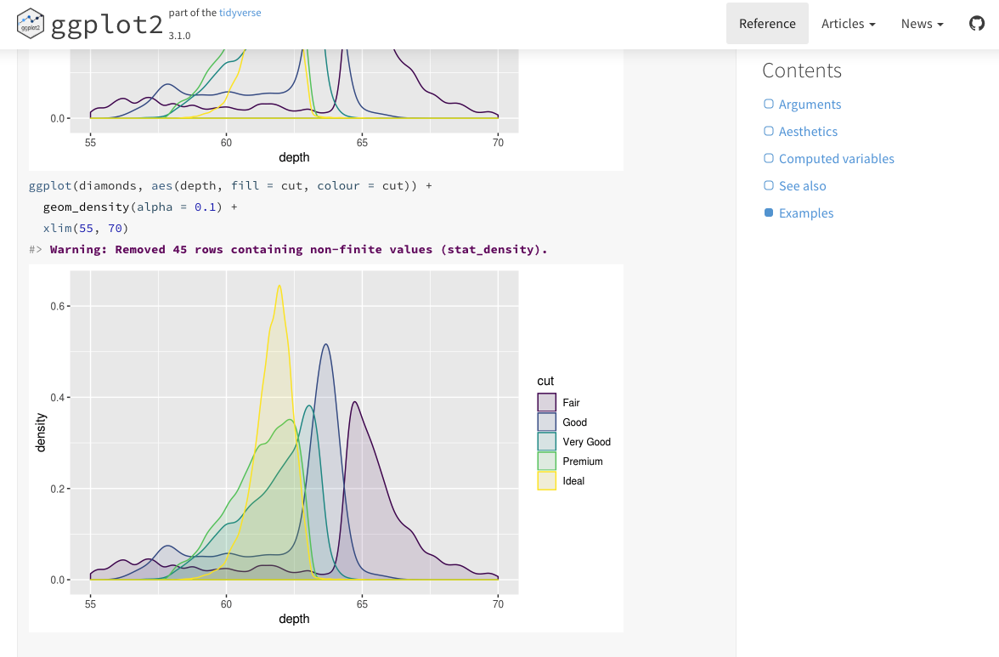 ggplot2
ggplot2 part of the tidyverse
3.1.0
Reference Articles News
0.0
55 60 65 70
depth
ggplot(diamonds, aes(depth, fill = cut, colour = cut)) +
geom_density(alpha = 0.1) +
xlim(55, 70)
#> Warning: Removed 45 rows containing non-finite values (stat_density).
0.6
0.4
0.2
0.0
density
55 60 65 70
depth
cut
Fair
Good
Very Good
Premium
Ideal
Contents
Arguments
Aesthetics
Computed variables
See also
Examples